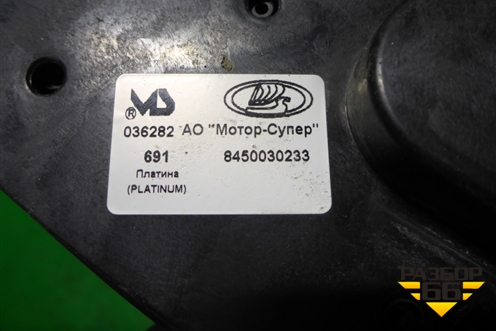 036282 АО "Мотор-Супер"
691 8450030233
Платина
(PLATINUM)
РАЗБОР
66